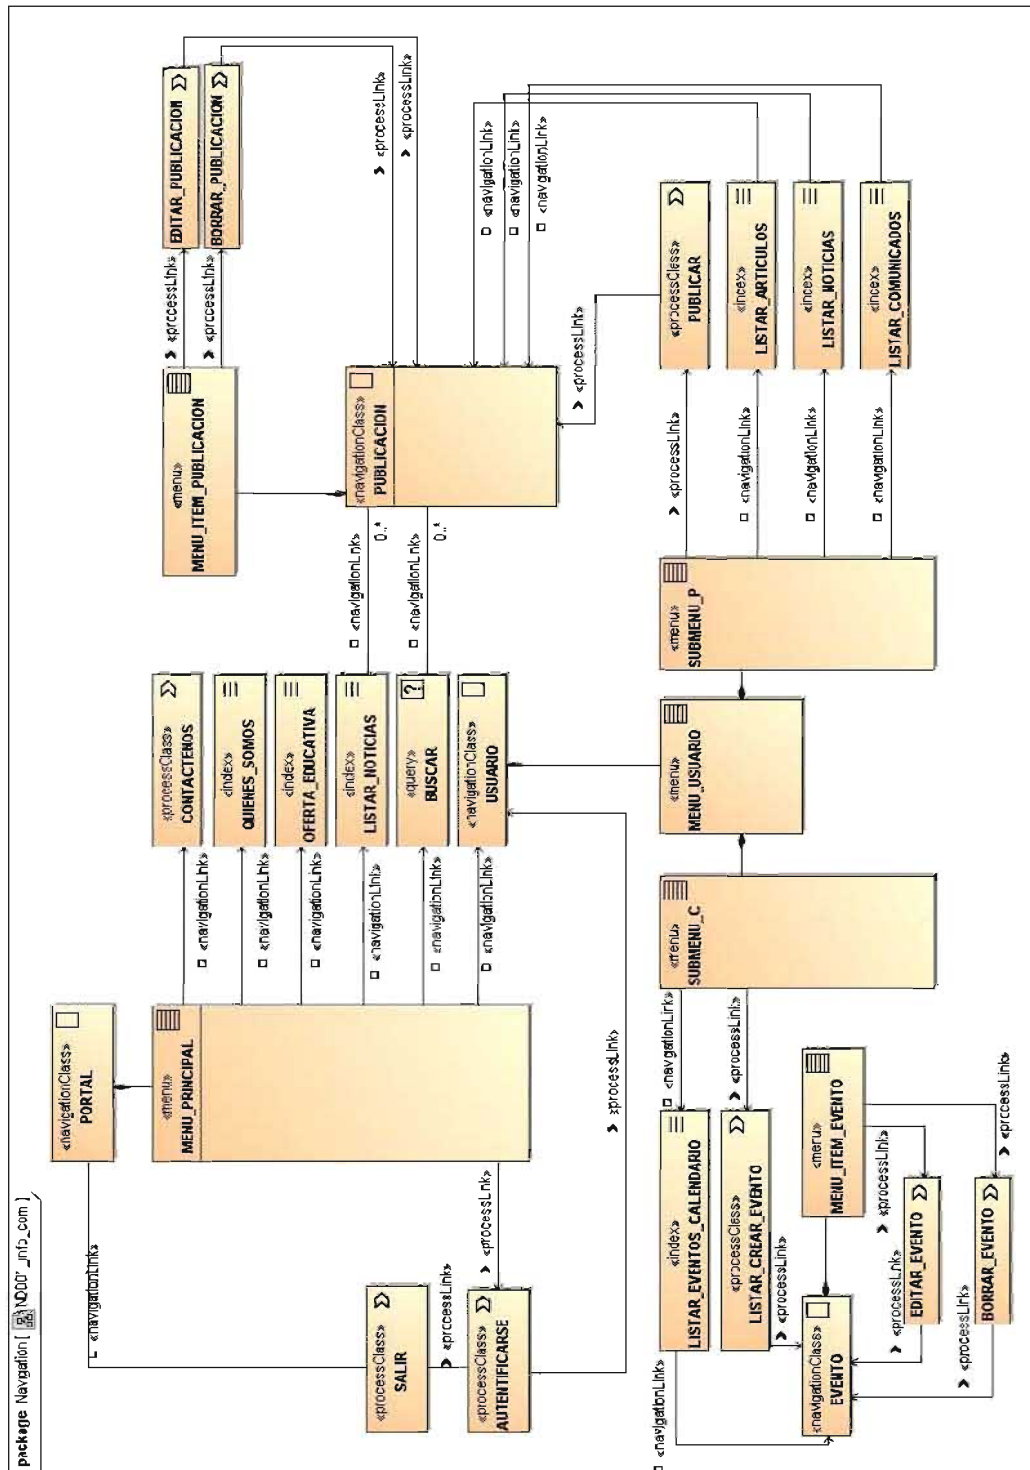 package Navigation [
«navigationClass»
PORTAL
«menu»
MENU_PRINCIPAL
«navigationLink»
«processClass»
SALIR
«processLink»
«processClass»
AUTENTIFICARSE
«processLink»
«processLink»
«navigationLink»
«navigationLink»
«navigationLink»
«navigationLink»
«navigationLink»
«navigationLink»
«processClass»
CONTACTENOS
«index»
QUIENES_SOMOS
«index»
OFERTA_EDUCATIVA
«index»
LISTAR_NOTICIAS
«query»
BUSCAR
«navigationClass»
USUARIO
«navigationLink»
0..*
«navigationLink»
0..*
«menu»
MENU_ITEM_PUBLICACION
«processLink»
«processLink»
EDITAR_PUBLICACION
BORRAR_PUBLICACION
«processLink»
«processLink»
«navigationClass»
PUBLICACION
«navigationLink»
«navigationLink»
«navigationLink»
«processLink»
«index»
LISTAR_EVENTOS_CALENDARIO
«processClass»
LISTAR_CREAR_EVENTO
«navigationLink»
«processLink»
«navigationLink»
«processLink»
«menu»
MENU_ITEM_EVENTO
«navigationClass»
EVENTO
«processLink»
«processLink»
EDITAR_EVENTO
«processLink»
«processLink»
BORRAR_EVENTO
«menu»
SUBMENU_C
«menu»
MENU_USUARIO
«menu»
SUBMENU_P
«processLink»
«navigationLink»
«navigationLink»
«navigationLink»
«processClass»
PUBLICAR
«index»
LISTAR_ARTICULOS
«index»
LISTAR_NOTICIAS
«index»
LISTAR_COMUNICADOS